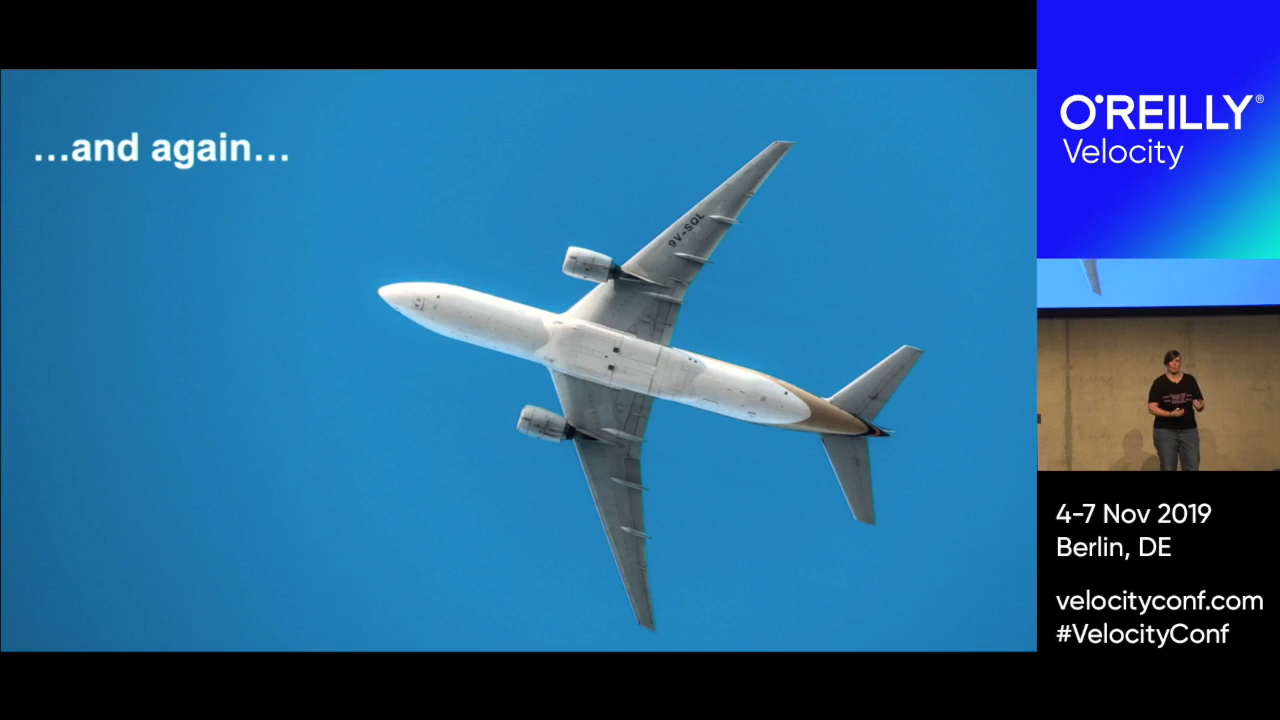 ...and again...
9V-SQL
O'REILLY®
Velocity
4-7 Nov 2019
Berlin, DE
velocityconf.com
#VelocityConf